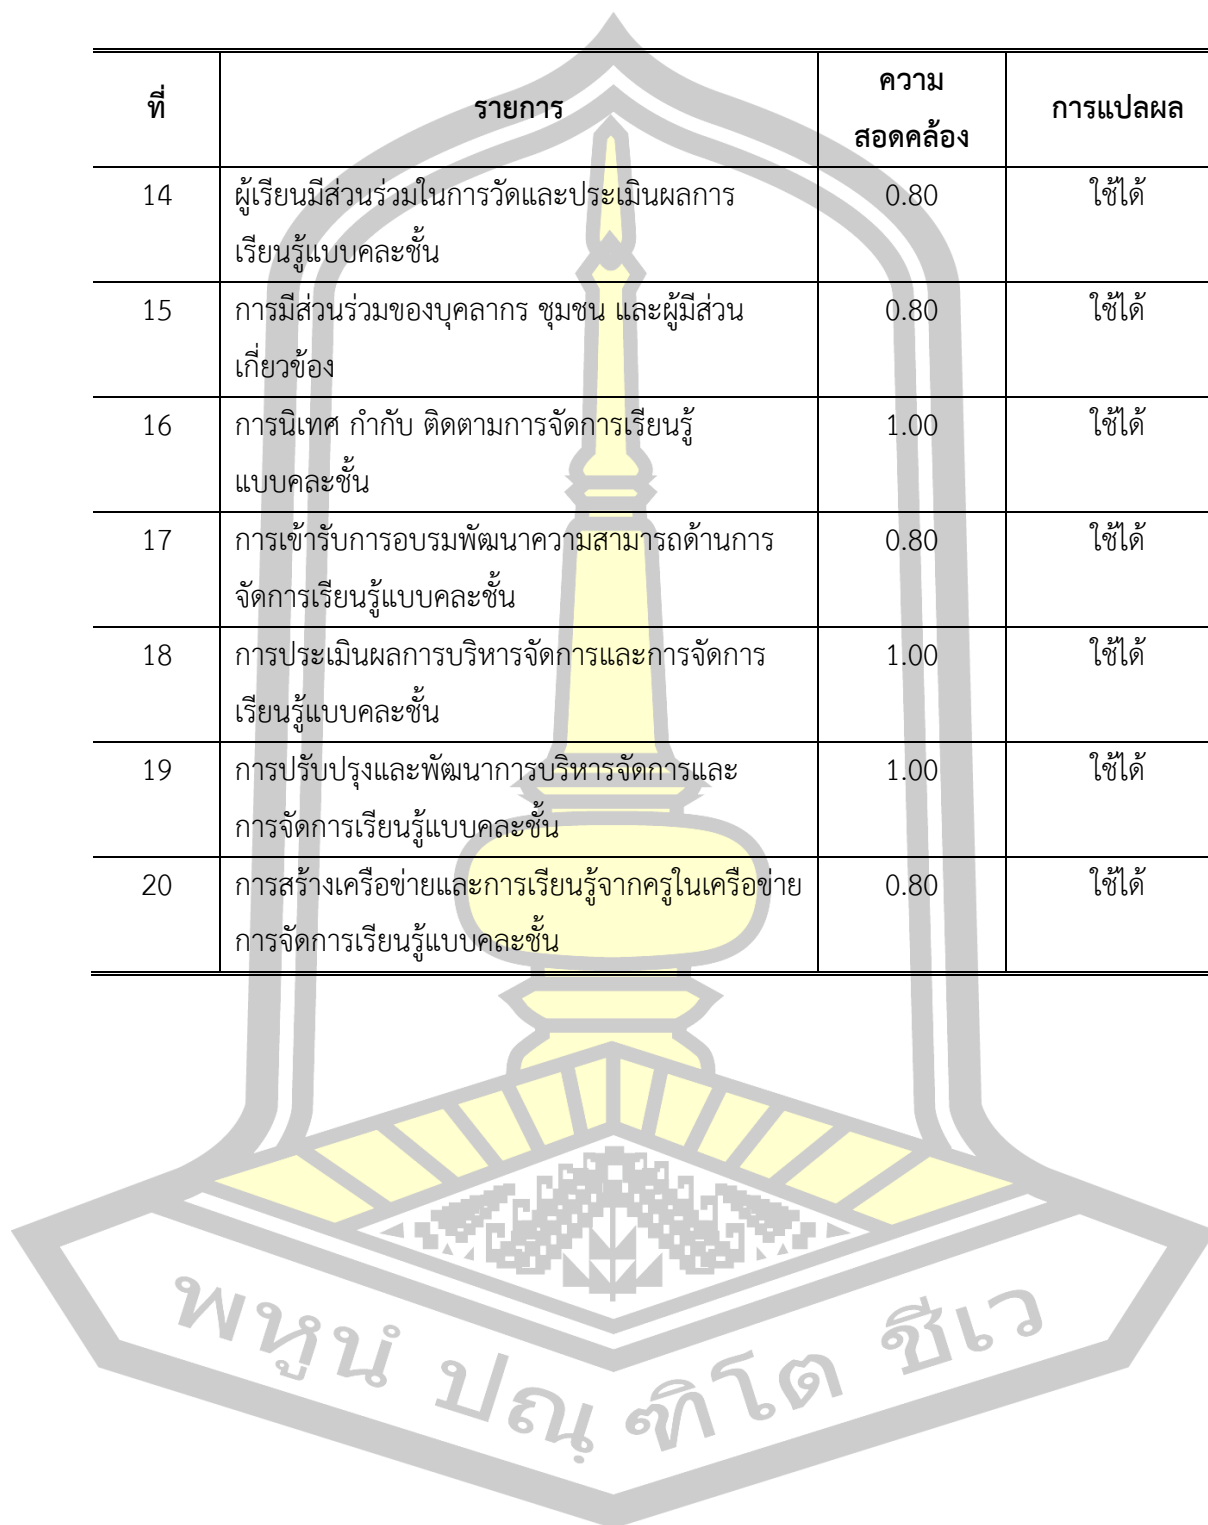 ที่ รายการ ความ สอดคล้อง การแปลผล
14 ผู้เรียนมีส่วนร่วมในการวัดและประเมินผลการ 0.80 ใช้ได้
เรียนรู้แบบคละชั้น
15 การมีส่วนร่วมของบุคลากร ชุมชน และผู้มีส่วน 0.80 ใช้ได้
เกี่ยวข้อง
16 การนิเทศ กำกับ ติดตามการจัดการเรียนรู้ 1.00 ใช้ได้
แบบคละชั้น
17 การเข้ารับการอบรมพัฒนาความสามารถด้านการ 0.80 ใช้ได้
จัดการเรียนรู้แบบคละชั้น
18 การประเมินผลการบริหารจัดการและการจัดการ 1.00 ใช้ได้
เรียนรู้แบบคละชั้น
19 การปรับปรุงและพัฒนาการบริหารจัดการและ 1.00 ใช้ได้
การจัดการเรียนรู้แบบคละชั้น
20 การสร้างเครือข่ายและการเรียนรู้จากครูในเครือข่าย 0.80 ใช้ได้
การจัดการเรียนรู้แบบคละชั้น
พหูนํ ปณฺฑิโต ชีเว